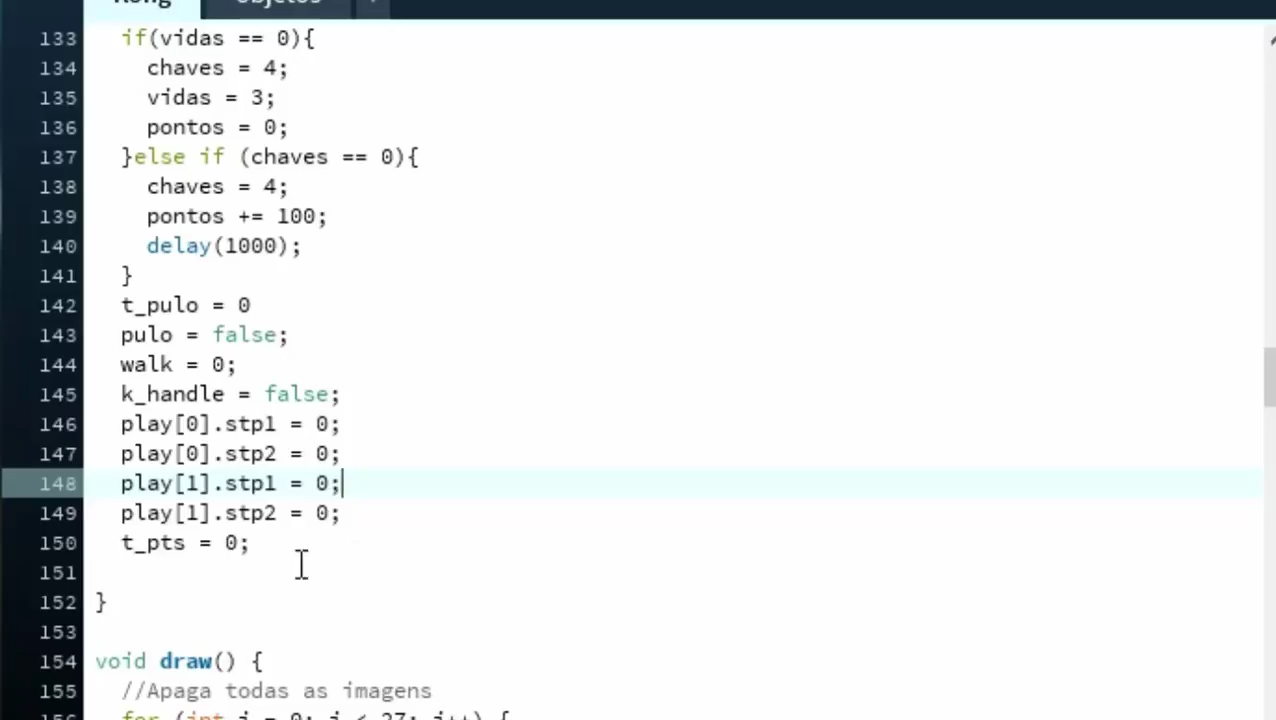 Kong objetos
133 if(vidas == 0){
134 chaves = 4;
135 vidas = 3;
136 pontos = 0;
137 }else if (chaves == 0){
138 chaves = 4;
139 pontos += 100;
140 delay(1000);
141 }
142 t_pulo = 0
143 pulo = false;
144 walk = 0;
145 k_handle = false;
146 play[0].stp1 = 0;
147 play[0].stp2 = 0;
148 play[1].stp1 = 0;
149 play[1].stp2 = 0;
150 t_pts = 0;
151
152 }
153
154 void draw() {
155 //Apaga todas as imagens
156 for (int i = 0; i < 27; i++) {